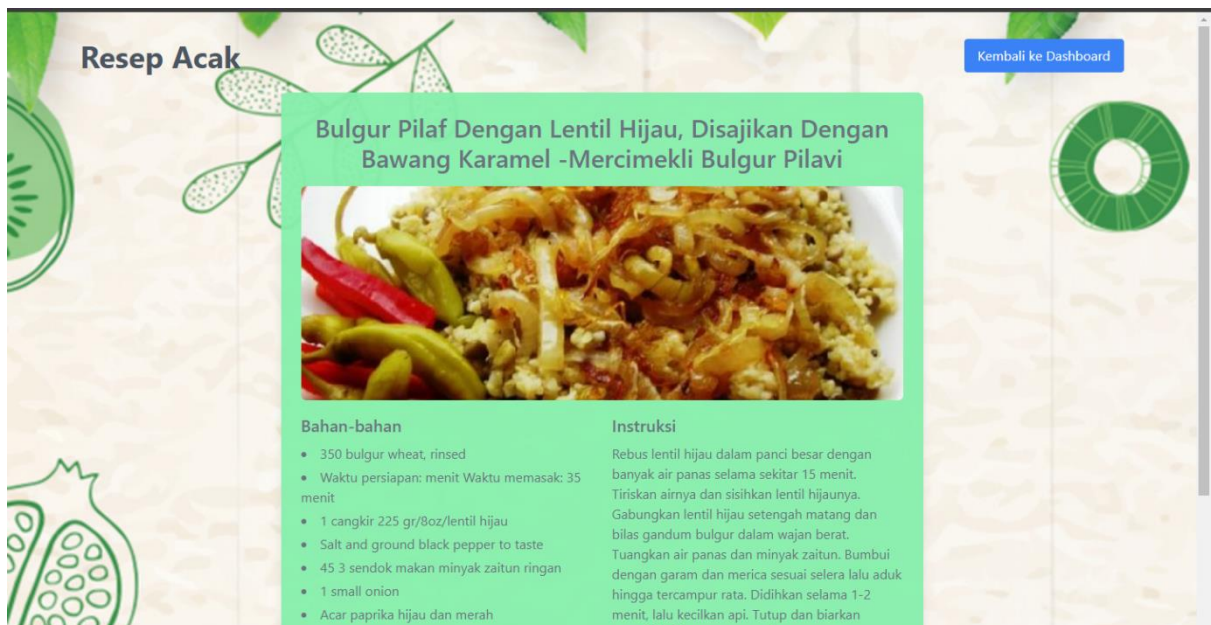 Resep Acak
Kembali ke Dashboard
Bulgur Pilaf Dengan Lentil Hijau, Disajikan Dengan
Bawang Karamel -Mercimekli Bulgur Pilavi
Bahan-bahan
• 350 bulgur wheat, rinsed
• Waktu persiapan: menit Waktu memasak: 35
menit
• 1 cangkir 225 gr/8oz/lentil hijau
• Salt and ground black pepper to taste
• 45 3 sendok makan minyak zaitun ringan
• 1 small onion
• Acar paprika hijau dan merah
Instruksi
Rebus lentil hijau dalam panci besar dengan
banyak air panas selama sekitar 15 menit.
Tiriskan airnya dan sisihkan lentil hijaunya.
Gabungkan lentil hijau setengah matang dan
bilas gandum bulgur dalam wajan berat.
Tuangkan air panas dan minyak zaitun. Bumbui
dengan garam dan merica sesuai selera lalu aduk
hingga tercampur rata. Didihkan selama 1-2
menit, lalu kecilkan api. Tutup dan biarkan